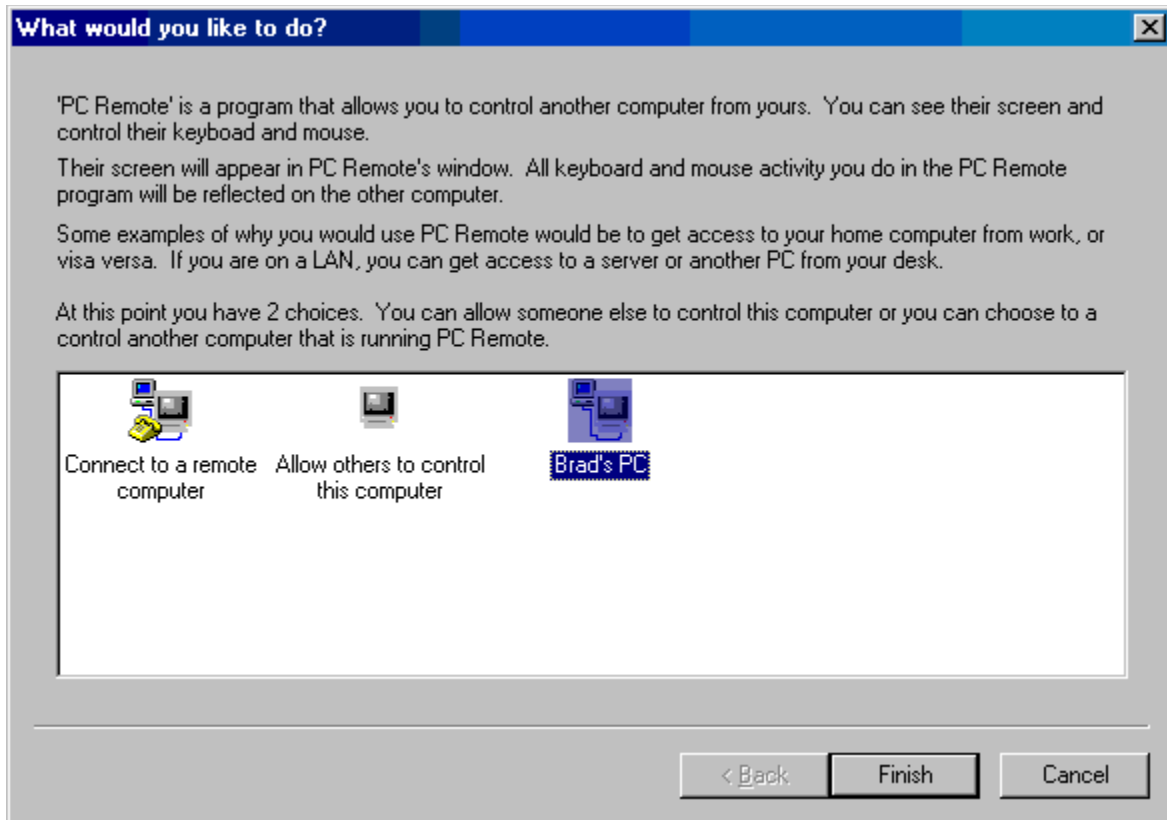 What would you like to do?
'PC Remote' is a program that allows you to control another computer from yours.  You can see their screen and
control their keyboad and mouse.
Their screen will appear in PC Remote's window.  All keyboard and mouse activity you do in the PC Remote
program will be reflected on the other computer.
Some examples of why you would use PC Remote would be to get access to your home computer from work, or
visa versa.  If you are on a LAN, you can get access to a server or another PC from your desk.
At this point you have 2 choices.  You can allow someone else to control this computer or you can choose to a
control another computer that is running PC Remote.
Connect to a remote
computer
Allow others to control
this computer
Brad's PC
< Back
Finish
Cancel